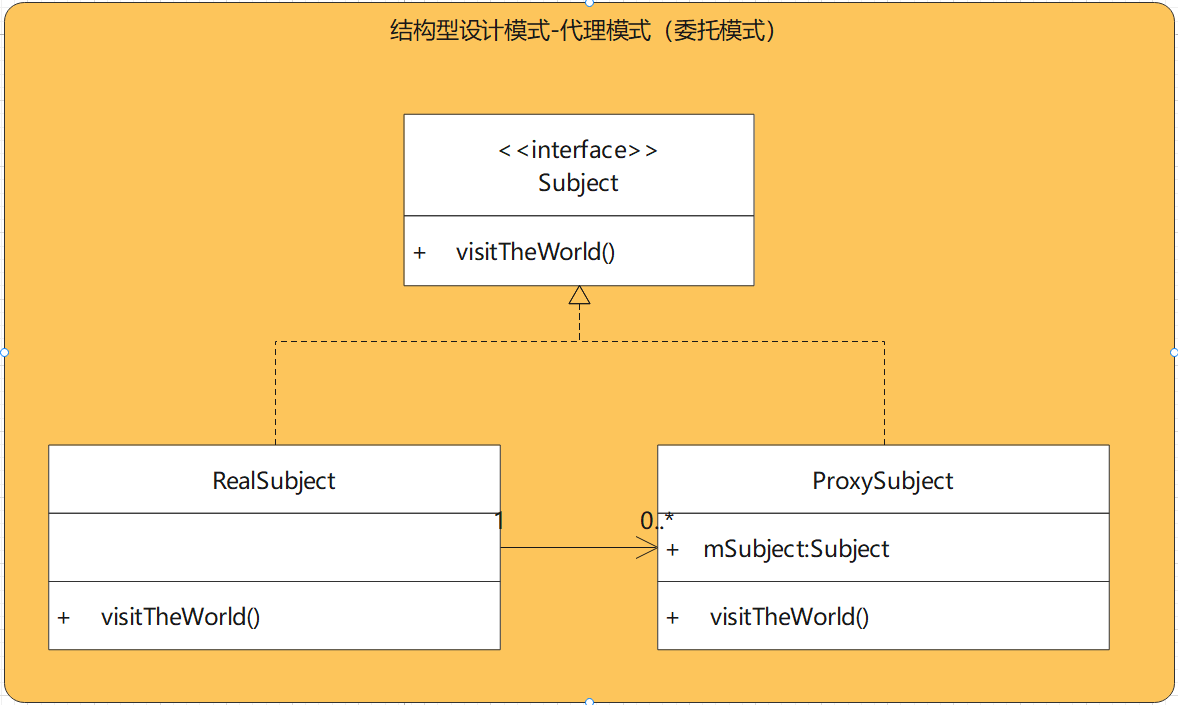 结构型设计模式-代理模式（委托模式）
<<interface>>
Subject
+ visitTheWorld()
RealSubject
ProxySubject
1
0..*
+ mSubject:Subject
+ visitTheWorld()
+ visitTheWorld()